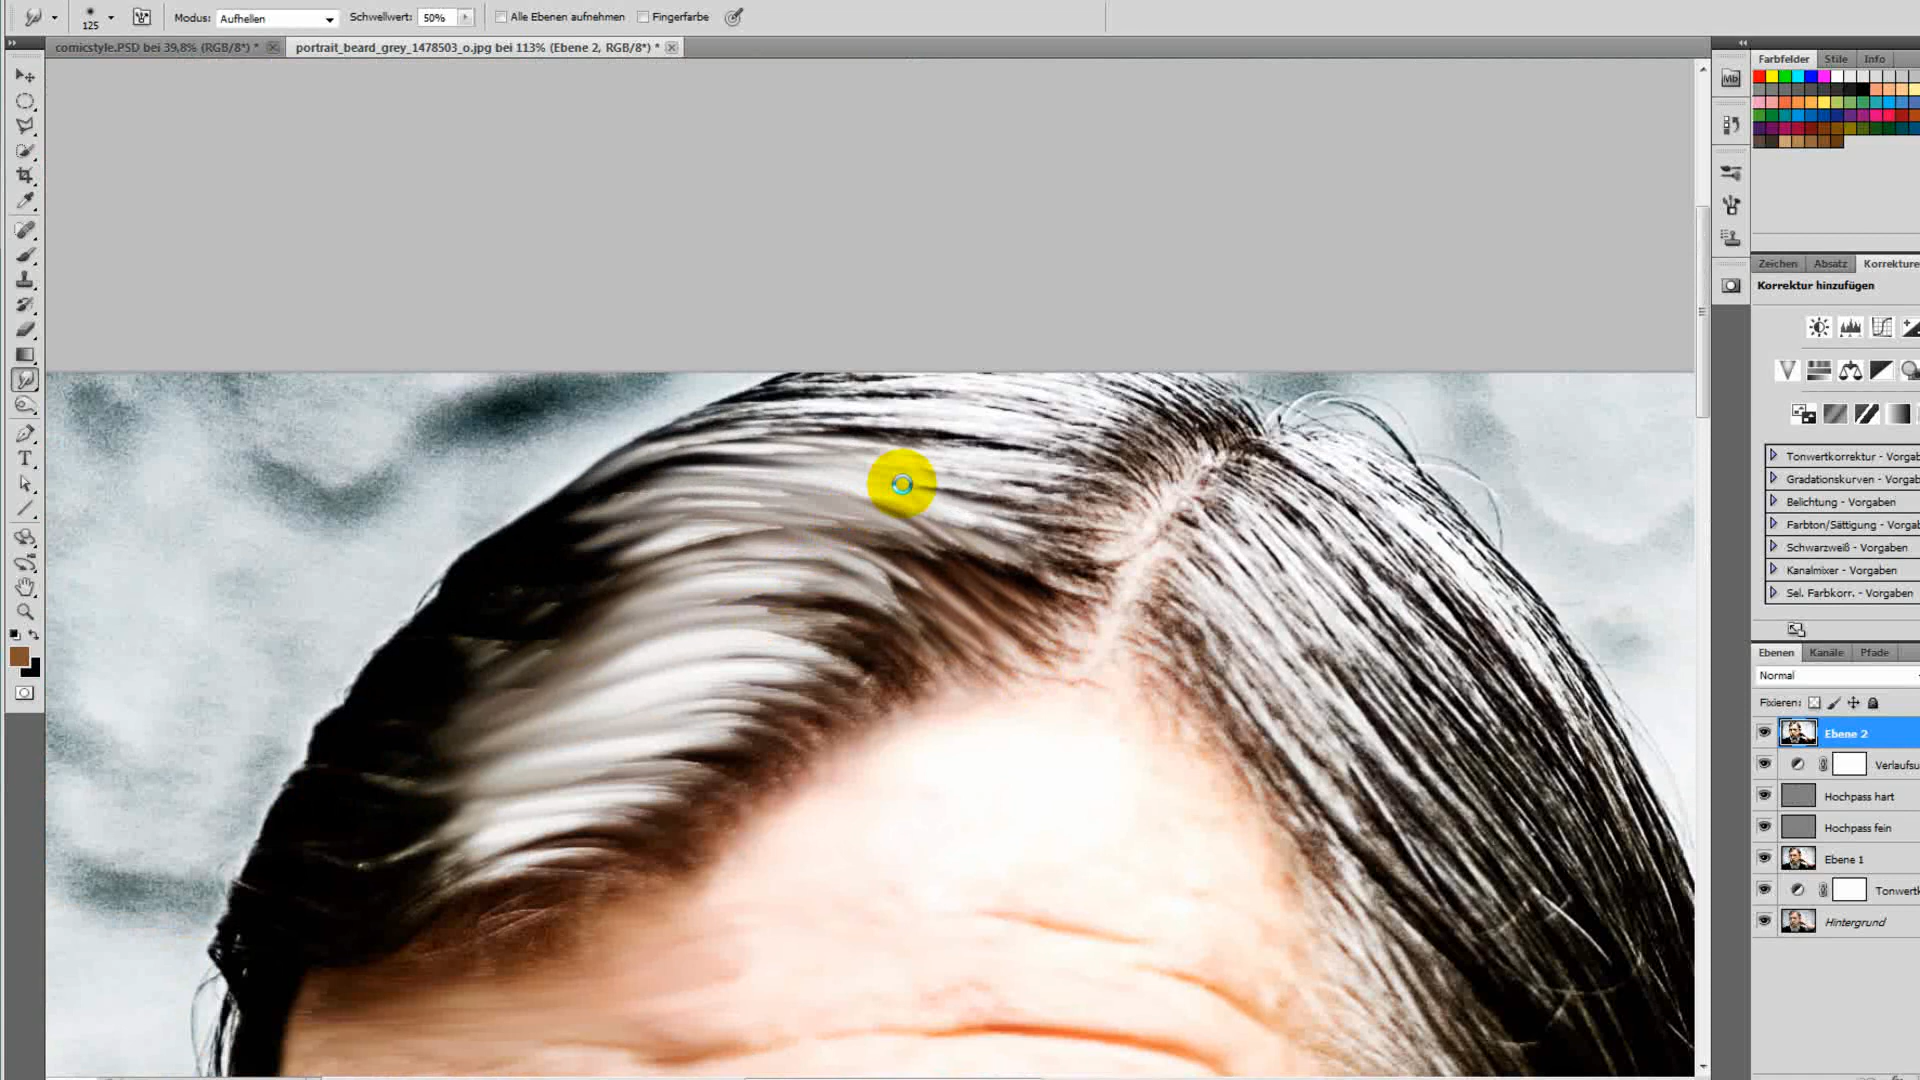 125 Modus: Aufhellen Schwellwert: 50% Alle Ebenen aufnehmen Fingerfarbe
comicstyle.PSD bei 39,8% (RGB/8*) * portrait_beard_grey_1478503_o.jpg bei 113% (Ebene 2, RGB/8*) *
Farbfelder Stile Info
Mb
Zeichen Absatz Korrekture
Korrektur hinzufügen
Tonwertkorrektur - Vorgab
Gradationskurven - Vorgab
Belichtung - Vorgaben
Farbton/Sättigung - Vorgab
Schwarzweiß - Vorgaben
Kanalmixer - Vorgaben
Sel. Farbkorr. - Vorgaben
Ebenen Kanäle Pfade
Normal
Fixieren:
Ebene 2
Verlaufsu
Hochpass hart
Hochpass fein
Ebene 1
Tonwertk
Hintergrund